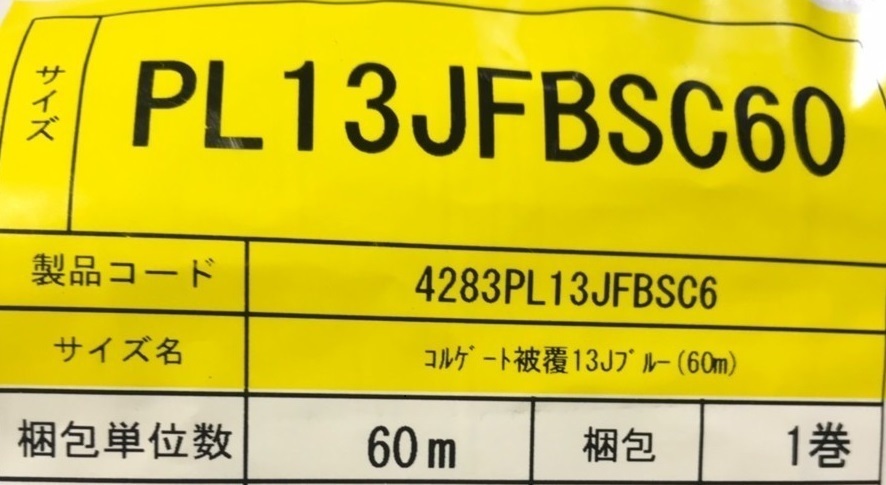 サイズ PL13JFBSC60
製品コード 4283PL13JFBSC6
サイズ名 コルゲート被覆13Jブルー(60m)
梱包単位数 60m 梱包 1巻